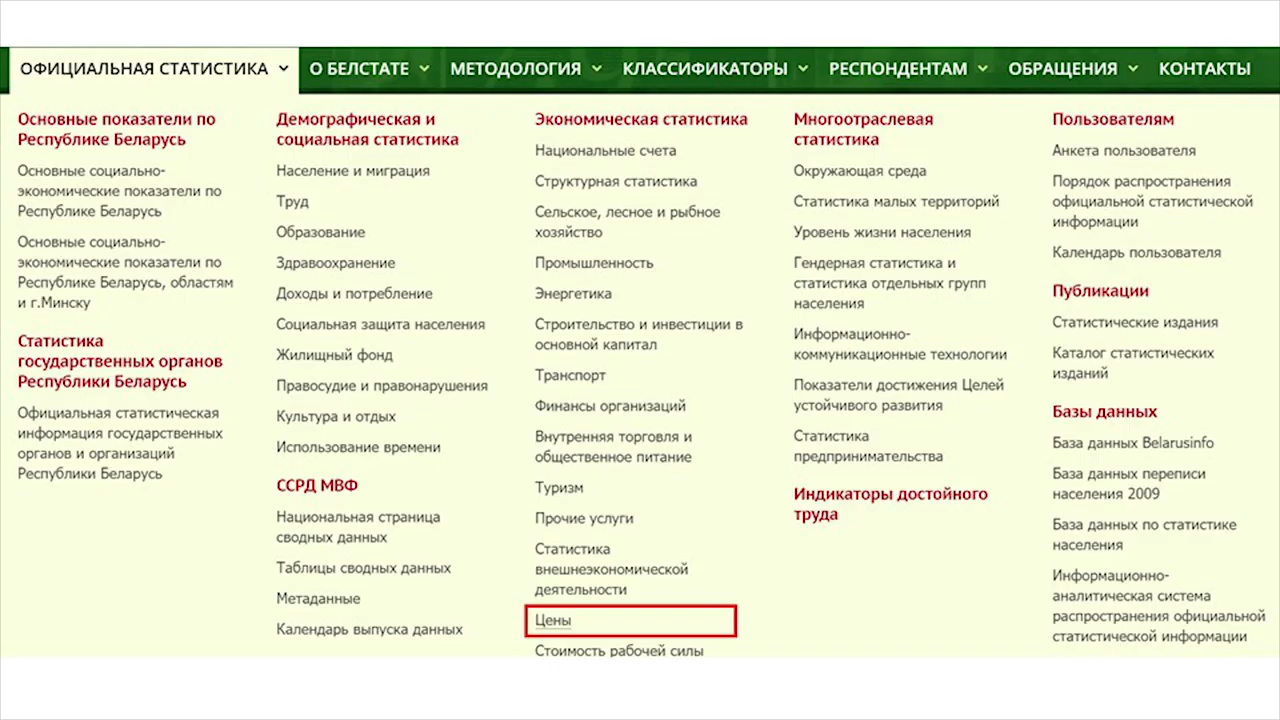 ОФИЦИАЛЬНАЯ СТАТИСТИКА О БЕЛСТАТЕ МЕТОДОЛОГИЯ КЛАССИФИКАТОРЫ РЕСПОНДЕНТАМ ОБРАЩЕНИЯ КОНТАКТЫ
Основные показатели по
Республике Беларусь
Основные социально-
экономические показатели по
Республике Беларусь
Основные социально-
экономические показатели по
Республике Беларусь, областям
и г.Минску
Статистика
государственных органов
Республики Беларусь
Официальная статистическая
информация государственных
органов и организаций
Республики Беларусь
Демографическая и
социальная статистика
Население и миграция
Труд
Образование
Здравоохранение
Доходы и потребление
Социальная защита населения
Жилищный фонд
Правосудие и правонарушения
Культура и отдых
Использование времени
ССРД МВФ
Национальная страница
сводных данных
Таблицы сводных данных
Метаданные
Календарь выпуска данных
Экономическая статистика
Национальные счета
Структурная статистика
Сельское, лесное и рыбное
хозяйство
Промышленность
Энергетика
Строительство и инвестиции в
основной капитал
Транспорт
Финансы организаций
Внутренняя торговля и
общественное питание
Туризм
Прочие услуги
Статистика
внешнеэкономической
деятельности
Цены
Стоимость рабочей силы
Многоотраслевая
статистика
Окружающая среда
Статистика малых территорий
Уровень жизни населения
Гендерная статистика и
статистика отдельных групп
населения
Информационно-
коммуникационные технологии
Показатели достижения Целей
устойчивого развития
Статистика
предпринимательства
Индикаторы достойного
труда
Пользователям
Анкета пользователя
Порядок распространения
официальной статистической
информации
Календарь пользователя
Публикации
Статистические издания
Каталог статистических
изданий
Базы данных
База данных Belarusinfo
База данных переписи
населения 2009
База данных по статистике
населения
Информационно-
аналитическая система
распространения официальной
статистической информации